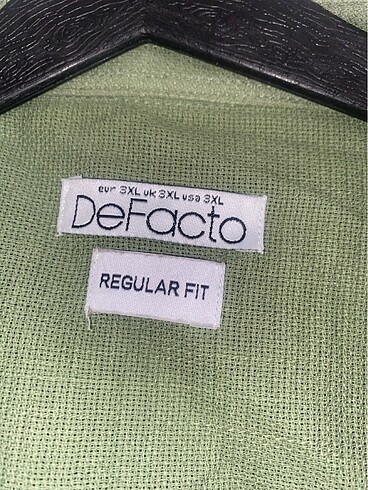 eur 3XL uk 3XL usa 3XL
DeFacto
REGULAR FIT